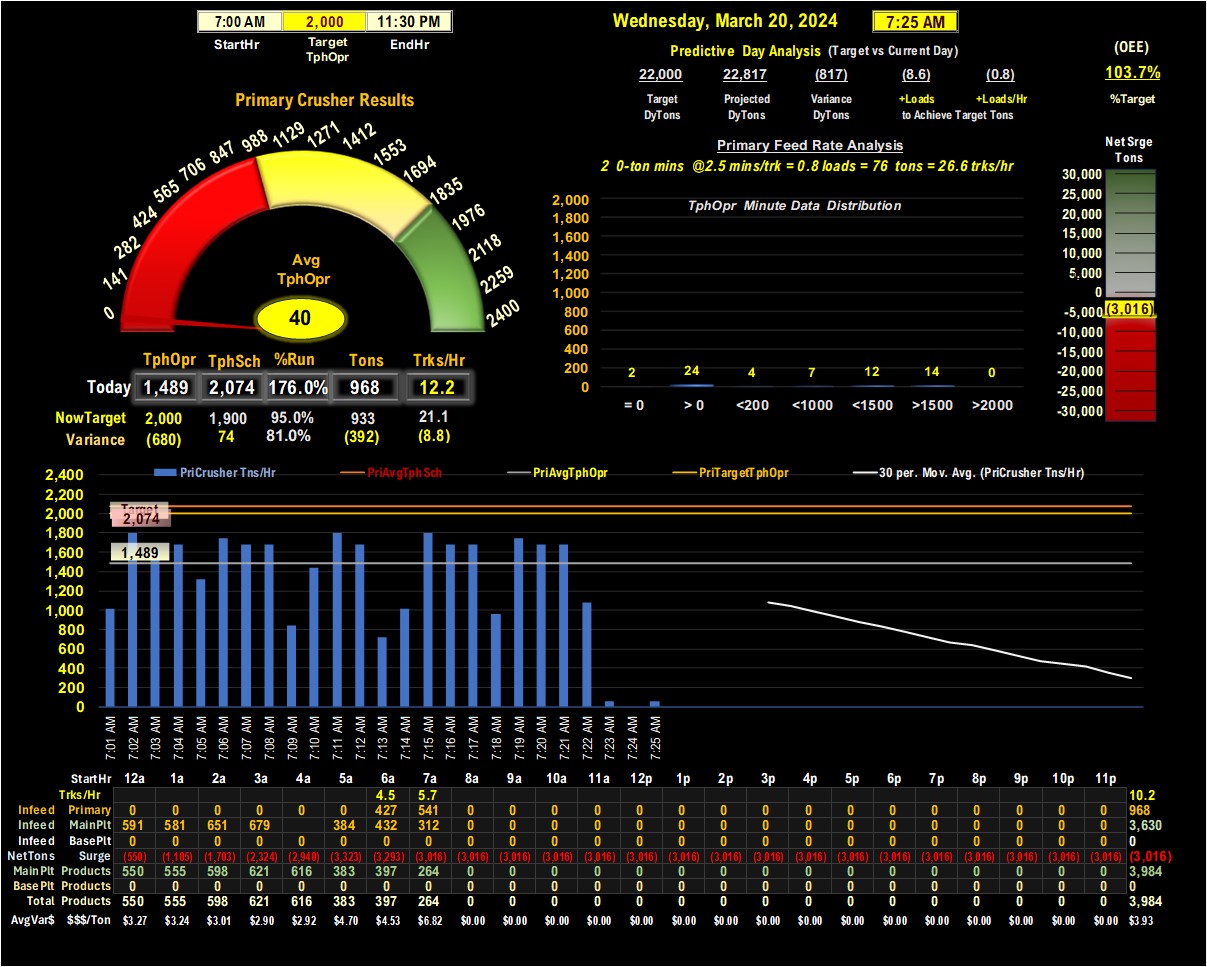 7:00 AM 2,000 11:30 PM
StartHr Target TphOpr EndHr
Wednesday, March 20, 2024 7:25 AM
Predictive Day Analysis (Target vs Current Day)
22,000 22,817 (817) (8.6) (0.8)
Target Projected Variance +Loads +Loads/Hr
DyTons DyTons DyTons to Achieve Target Tons
(OEE)
103.7%
%Target
Primary Crusher Results
0 141 282 424 565 706 847 988 1129 1271 1412 1553 1694 1835 1976 2118 2259 2400
Avg
TphOpr
40
Primary Feed Rate Analysis
2 0-ton mins @2.5 mins/trk = 0.8 loads = 76 tons = 26.6 trks/hr
TphOpr Minute Data Distribution
2,000
1,800
1,600
1,400
1,200
1,000
800
600
400
200
0
2 24 4 7 12 14 0
= 0 > 0 <200 <1000 <1500 >1500 >2000
Net Srge
Tons
30,000
25,000
20,000
15,000
10,000
5,000
0
-5,000 (3,016)
-10,000
-15,000
-20,000
-25,000
-30,000
TphOpr TphSch %Run Tons Trks/Hr
Today 1,489 2,074 176.0% 968 12.2
NowTarget 2,000 1,900 95.0% 933 21.1
Variance (680) 74 81.0% (392) (8.8)
PriCrusher Tns/Hr PriAvgTphSch PriAvgTphOpr PriTargetTphOpr 30 per. Mov. Avg. (PriCrusher Tns/Hr)
2,400
2,200
2,000
1,800
1,600
1,400
1,200
1,000
800
600
400
200
0
Target
2,074
1,489
7:01 AM 7:02 AM 7:03 AM 7:04 AM 7:05 AM 7:06 AM 7:07 AM 7:08 AM 7:09 AM 7:10 AM 7:11 AM 7:12 AM 7:13 AM 7:14 AM 7:15 AM 7:16 AM 7:17 AM 7:18 AM 7:19 AM 7:20 AM 7:21 AM 7:22 AM 7:23 AM 7:24 AM 7:25 AM
StartHr 12a 1a 2a 3a 4a 5a 6a 7a 8a 9a 10a 11a 12p 1p 2p 3p 4p 5p 6p 7p 8p 9p 10p 11p
Trks/Hr 4.5 5.7 10.2
Infeed Primary 0 0 0 0 0 0 427 541 0 0 0 0 0 0 0 0 0 0 0 0 0 0 0 0 968
Infeed MainPlt 591 581 651 679 384 432 312 3,630
Infeed BasePlt 0 0 0 0 0 0 0 0 0 0 0 0 0 0 0 0 0 0 0 0 0 0 0 0 0
NetTons Surge (550) (1,105) (1,703) (2,324) (2,940) (3,323) (3,293) (3,016) (3,016) (3,016) (3,016) (3,016) (3,016) (3,016) (3,016) (3,016) (3,016) (3,016) (3,016) (3,016) (3,016) (3,016) (3,016) (3,016) (3,016)
MainPlt Products 550 555 598 621 616 383 397 264 0 0 0 0 0 0 0 0 0 0 0 0 0 0 0 0 3,984
BasePlt Products 0 0 0 0 0 0 0 0 0 0 0 0 0 0 0 0 0 0 0 0 0 0 0 0 0
Total Products 550 555 598 621 616 383 397 264 0 0 0 0 0 0 0 0 0 0 0 0 0 0 0 0 3,984
AvgVar$ $$$/Ton $3.27 $3.24 $3.01 $2.90 $2.92 $4.70 $4.53 $6.82 $0.00 $0.00 $0.00 $0.00 $0.00 $0.00 $0.00 $0.00 $0.00 $0.00 $0.00 $0.00 $0.00 $0.00 $0.00 $0.00 $3.93